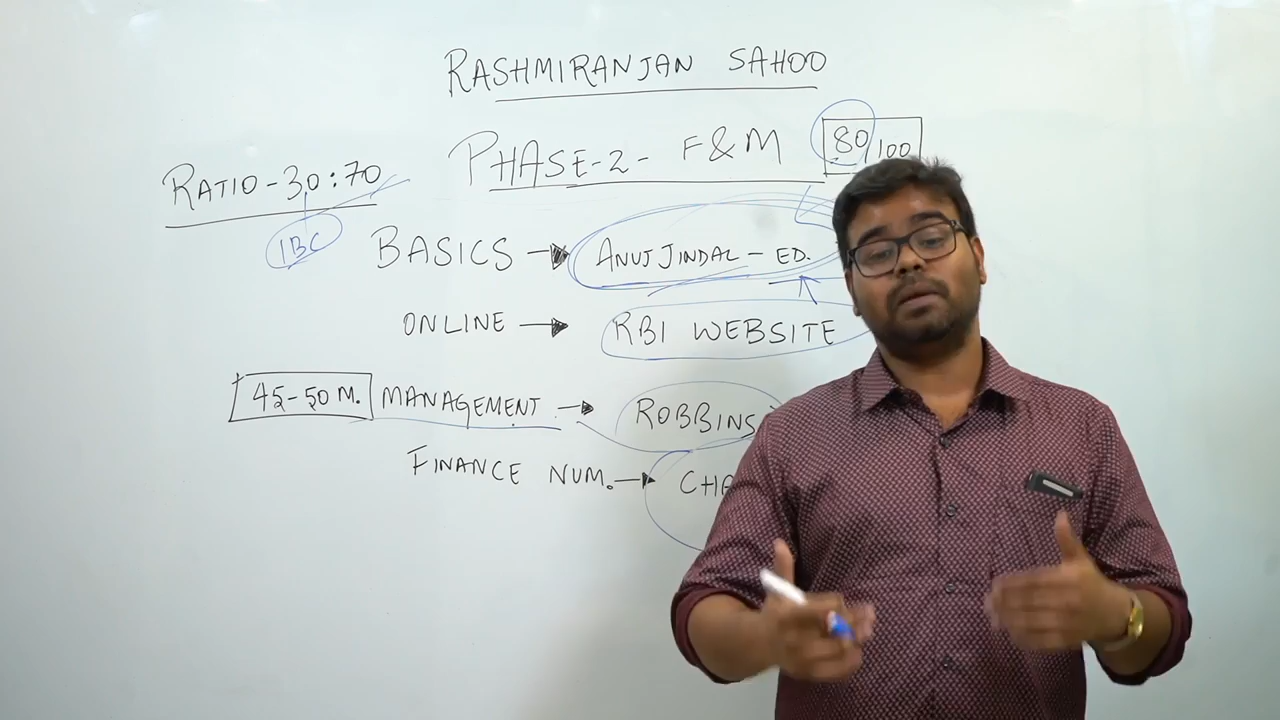 RASHMIRANJAN SAHOO
PHASE-2- F&M 80/100
RATIO-30:70
IBC
BASICS → ANUJ JINDAL - ED.
ONLINE → RBI WEBSITE
45-50 M. MANAGEMENT → ROBBINS
FINANCE NUM. →